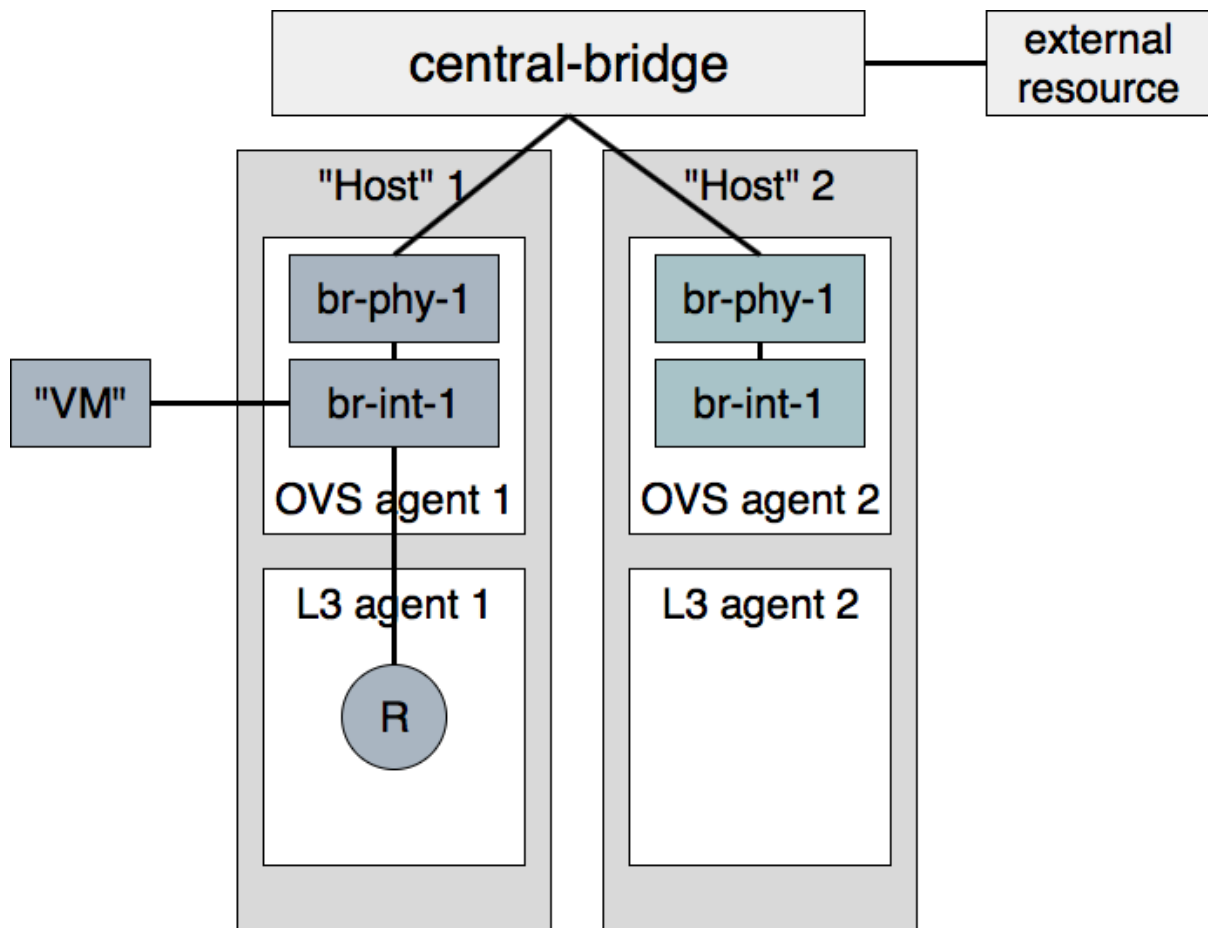 central-bridge
external
resource
"Host" 1
"Host" 2
br-phy-1
br-phy-1
"VM"
br-int-1
br-int-1
OVS agent 1
OVS agent 2
L3 agent 1
L3 agent 2
R